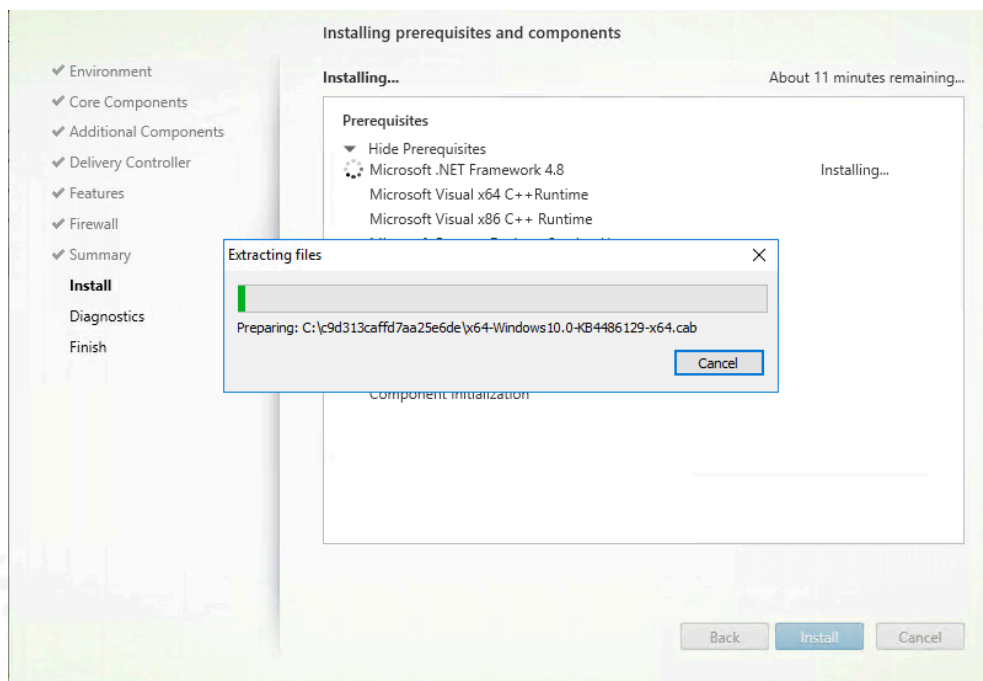 Installing prerequisites and components
Environment
Core Components
Additional Components
Delivery Controller
Features
Firewall
Summary
Install
Diagnostics
Finish
Installing... About 11 minutes remaining...
Prerequisites
Hide Prerequisites
Microsoft .NET Framework 4.8 Installing...
Microsoft Visual x64 C++Runtime
Microsoft Visual x86 C++ Runtime
Extracting files
Preparing: C:\c9d313caffd7aa25e6de\x64-Windows10.0-KB4486129-x64.cab
Cancel
Component Initialization
Back Install Cancel